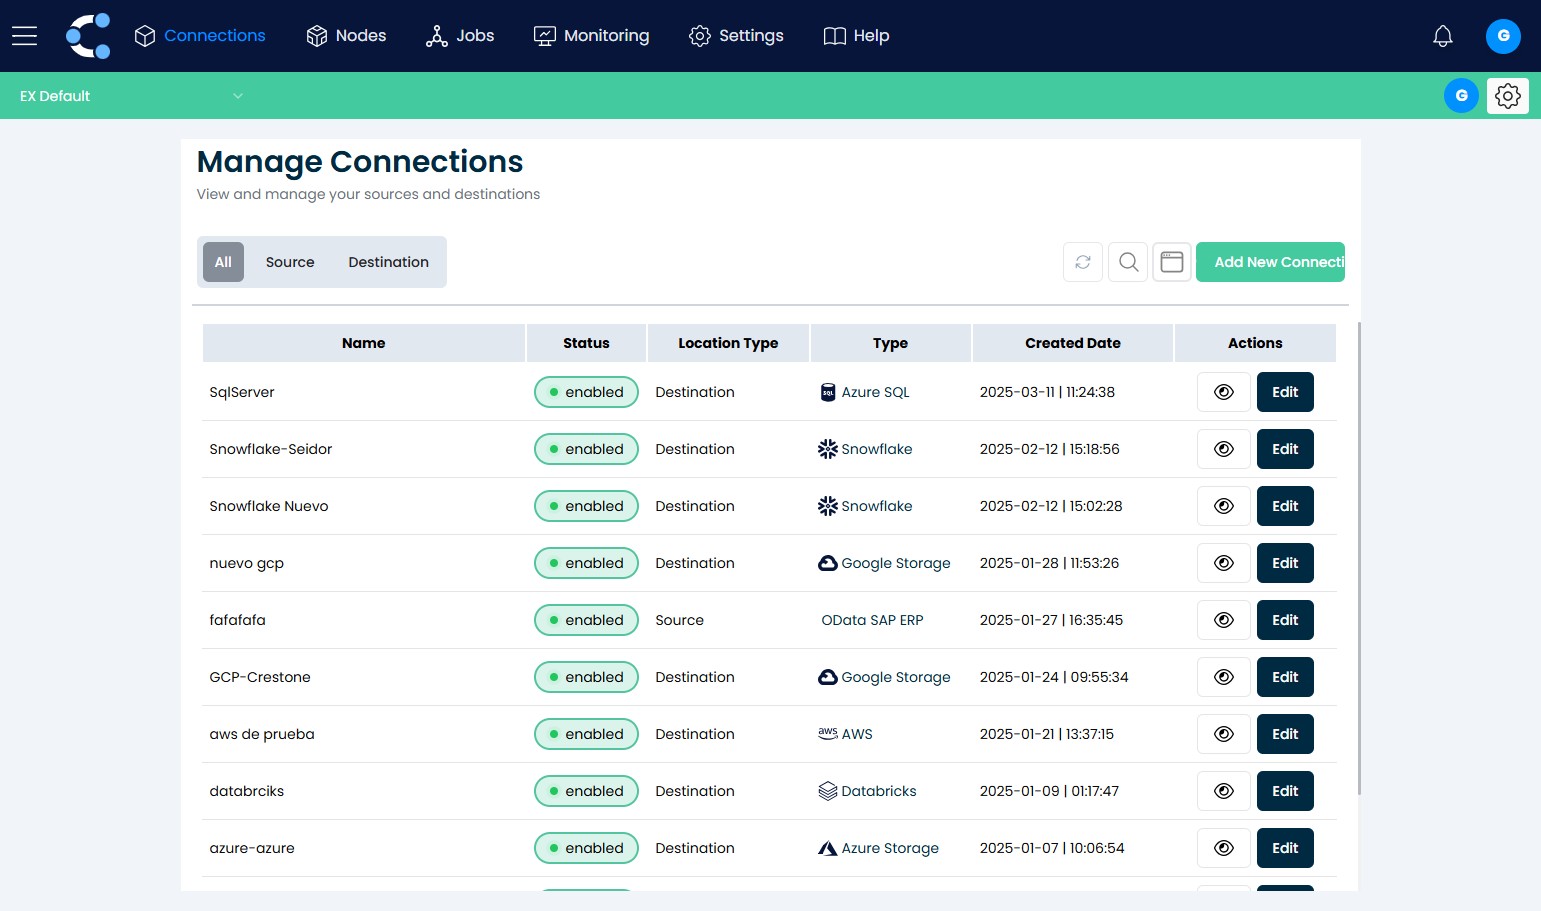 Connections Nodes Jobs Monitoring Settings Help G
EX Default G
Manage Connections
View and manage your sources and destinations
All Source Destination Add New Connecti
Name Status Location Type Type Created Date Actions
SqlServer enabled Destination SQL Azure SQL 2025-03-11 | 11:24:38 Edit
Snowflake-Seidor enabled Destination Snowflake 2025-02-12 | 15:18:56 Edit
Snowflake Nuevo enabled Destination Snowflake 2025-02-12 | 15:02:28 Edit
nuevo gcp enabled Destination Google Storage 2025-01-28 | 11:53:26 Edit
fafafafa enabled Source OData SAP ERP 2025-01-27 | 16:35:45 Edit
GCP-Crestone enabled Destination Google Storage 2025-01-24 | 09:55:34 Edit
aws de prueba enabled Destination aws AWS 2025-01-21 | 13:37:15 Edit
databrciks enabled Destination Databricks 2025-01-09 | 01:17:47 Edit
azure-azure enabled Destination Azure Storage 2025-01-07 | 10:06:54 Edit